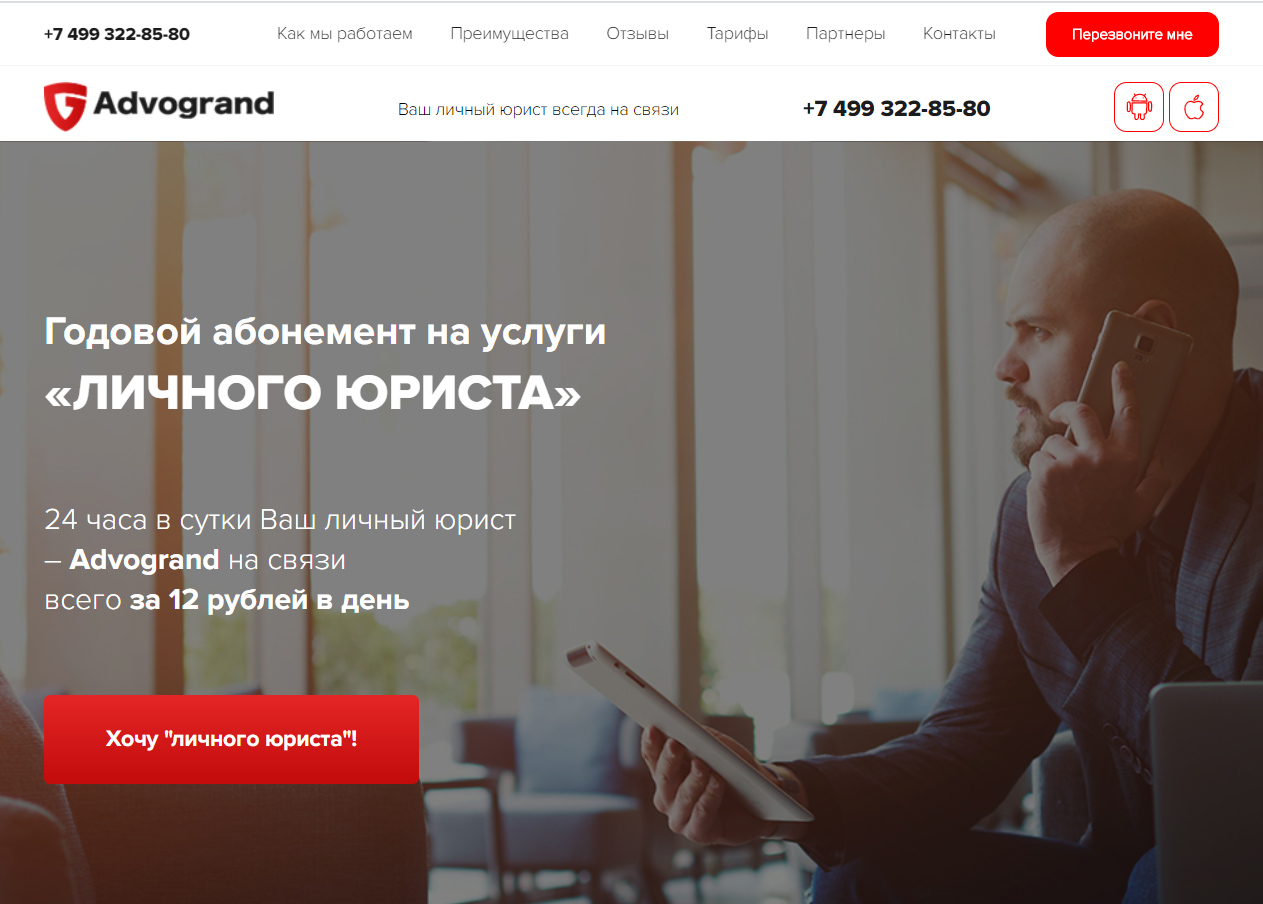 +7 499 322-85-80
Как мы работаем
Преимущества
Отзывы
Тарифы
Партнеры
Контакты
Перезвоните мне
Advogrand
Ваш личный юрист всегда на связи
+7 499 322-85-80
Годовой абонемент на услуги
«ЛИЧНОГО ЮРИСТА»
24 часа в сутки Ваш личный юрист
– Advogrand на связи
всего за 12 рублей в день
Хочу "личного юриста"!